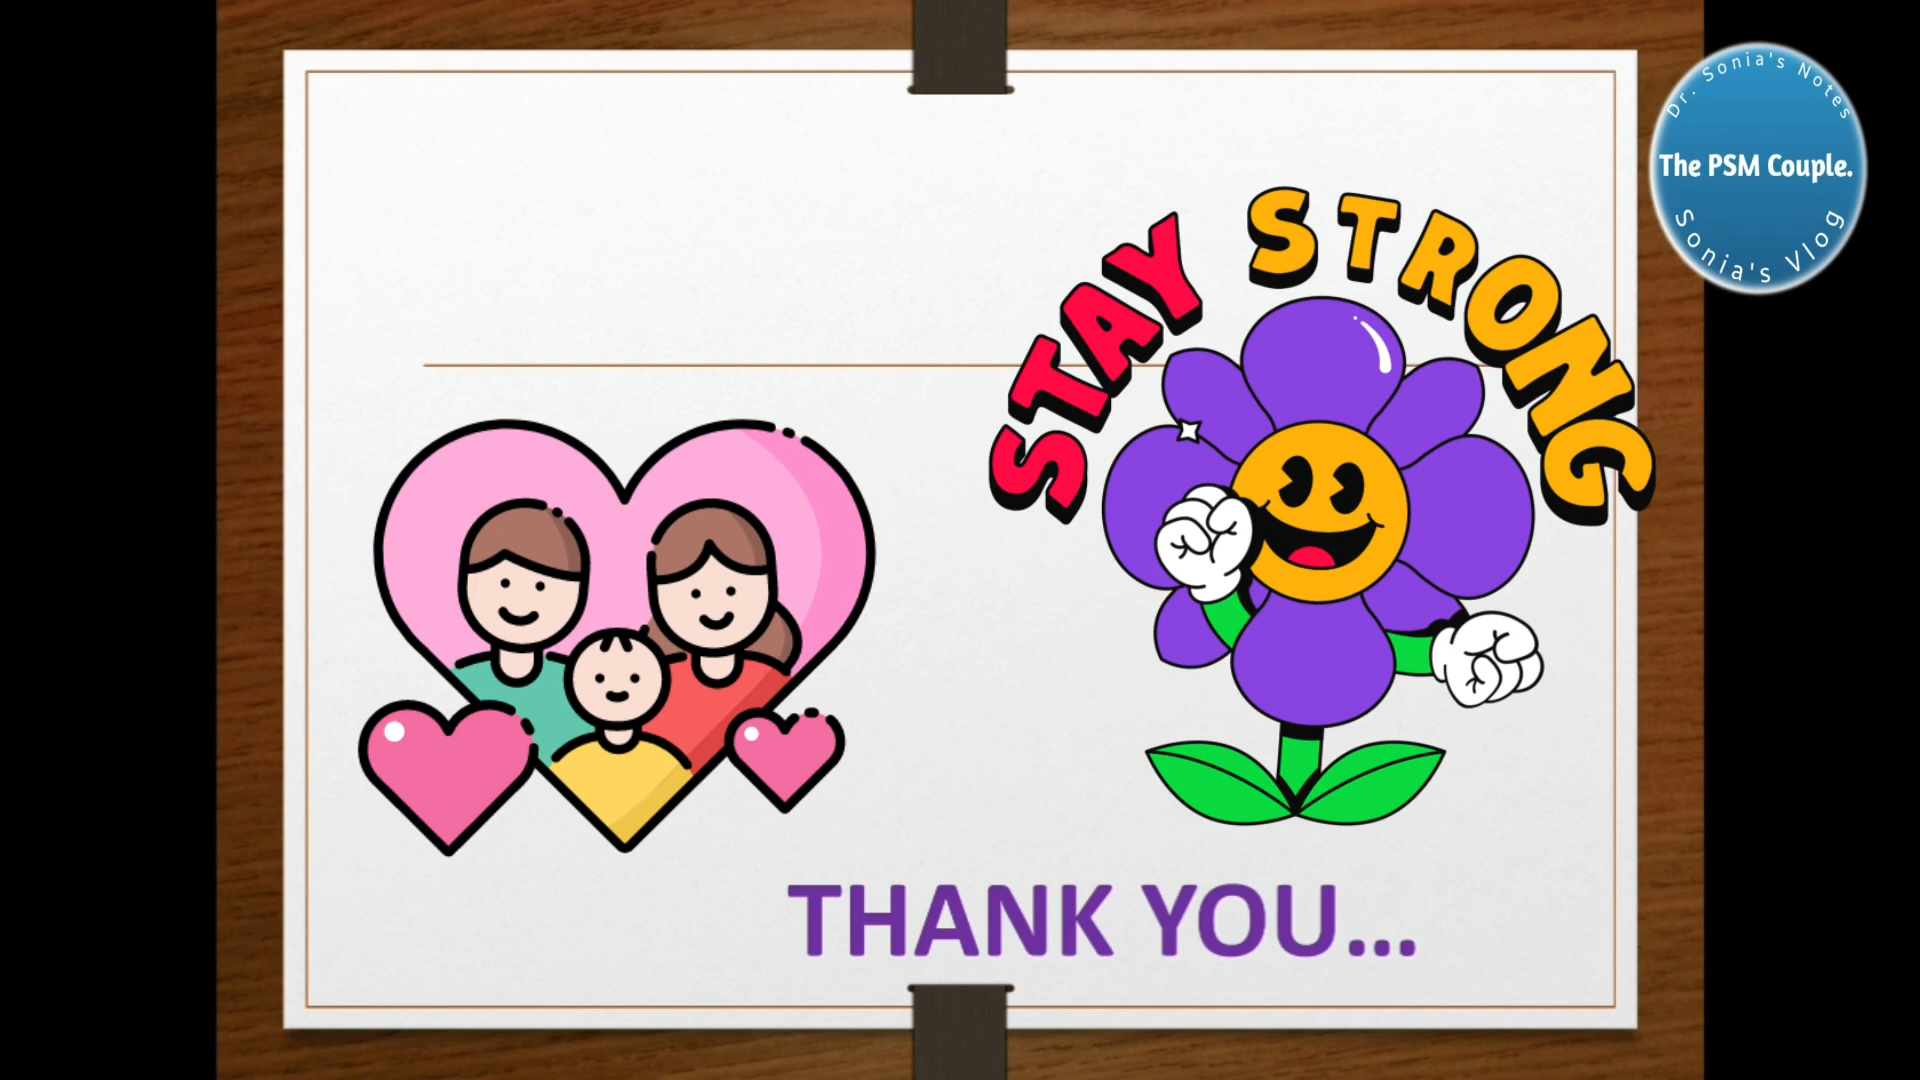 Dr. Sonia's Notes
The PSM Couple.
Sonia's Vlog
STAY STRONG
THANK YOU...